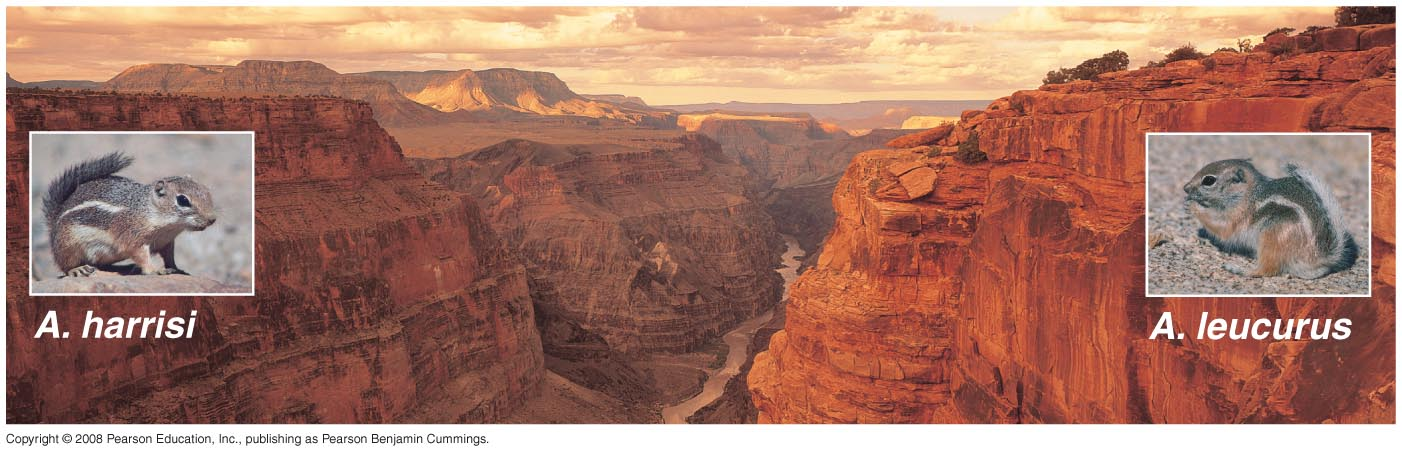 A. harrisi
A. leucurus
Copyright © 2008 Pearson Education, Inc., publishing as Pearson Benjamin Cummings.